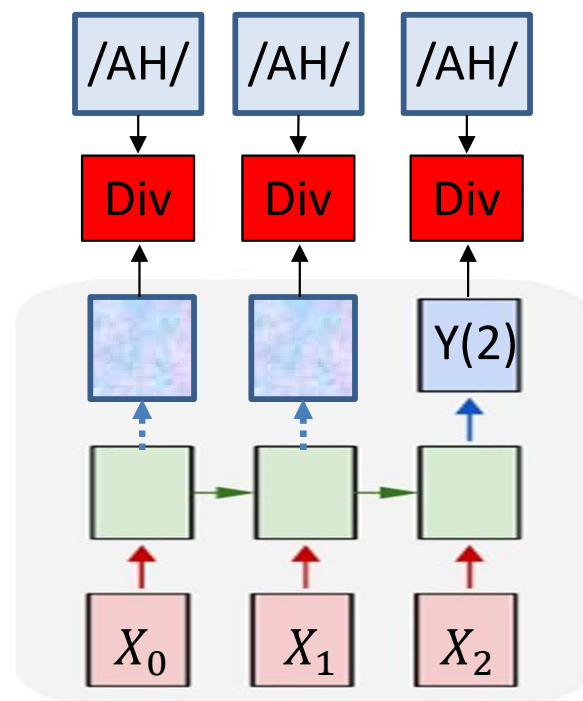 /AH/ /AH/ /AH/
Div Div Div
Y(2)
X₀ X₁ X₂